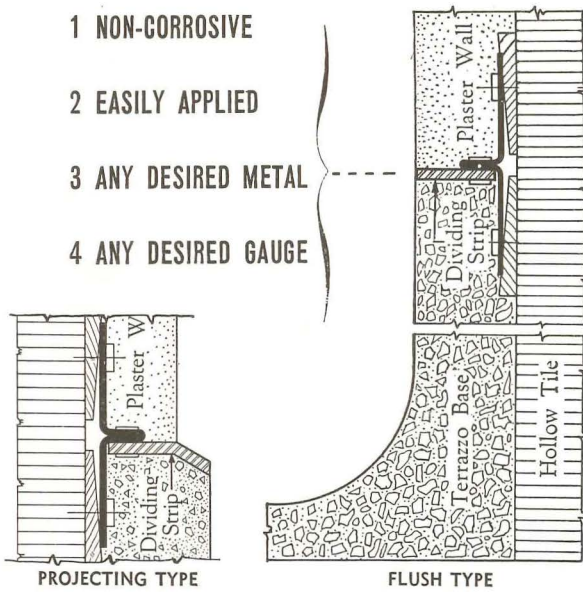 1 NON-CORROSIVE
2 EASILY APPLIED
3 ANY DESIRED METAL
4 ANY DESIRED GAUGE
Plaster Wall
Dividing
Strip
Terrazzo Base
Hollow Tile
Plaster W
Dividing
Strip
PROJECTING TYPE
FLUSH TYPE